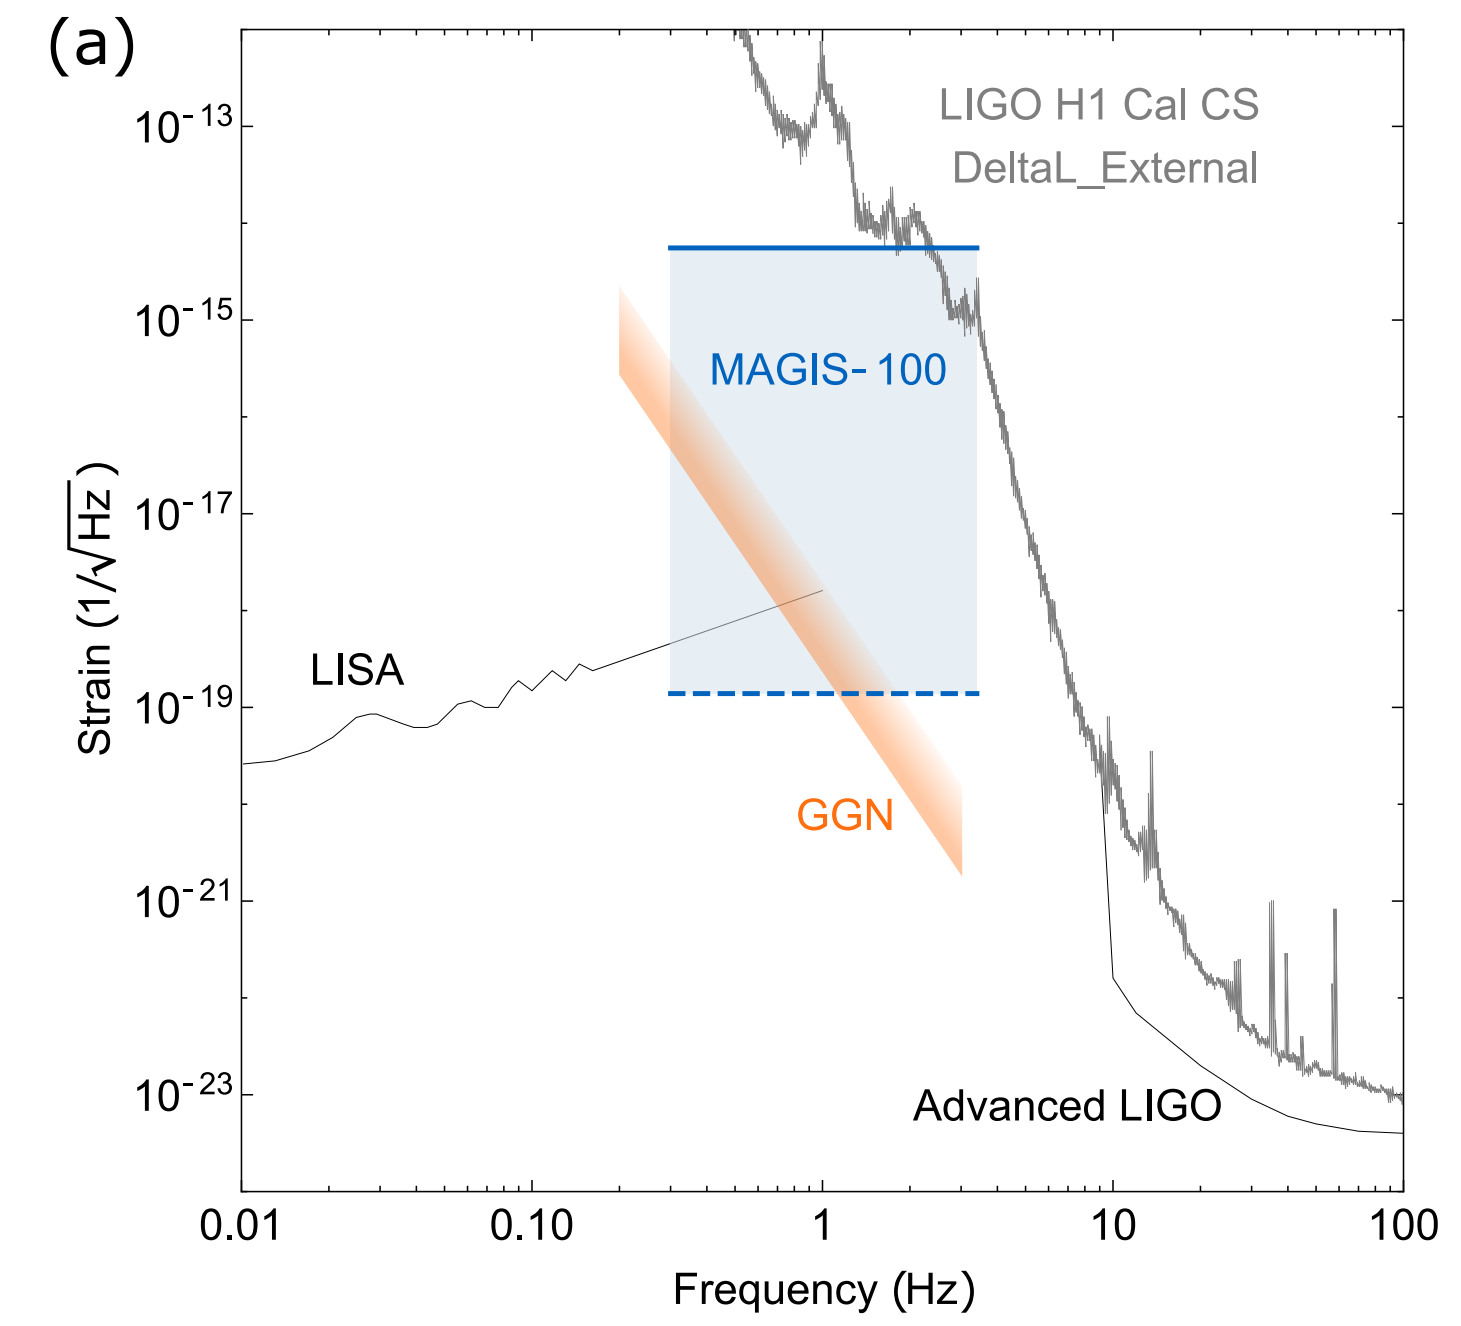 (a)
LIGO H1 Cal CS
DeltaL_External
10-13
10-15
MAGIS-100
10-17
Strain (1/√Hz)
LISA
10-19
GGN
10-21
10-23
Advanced LIGO
0.01 0.10 1 10 100
Frequency (Hz)